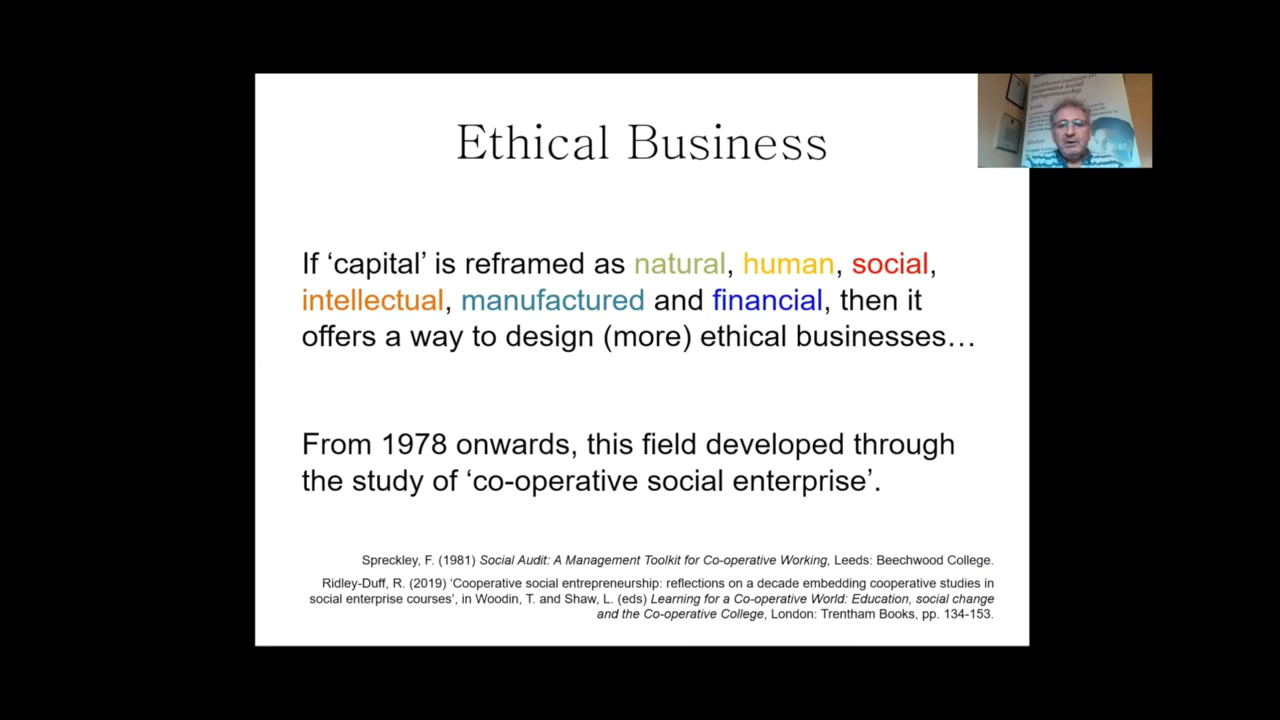 Ethical Business
If ‘capital’ is reframed as natural, human, social,
intellectual, manufactured and financial, then it
offers a way to design (more) ethical businesses…
From 1978 onwards, this field developed through
the study of ‘co-operative social enterprise’.
Spreckley, F. (1981) Social Audit: A Management Toolkit for Co-operative Working, Leeds: Beechwood College.
Ridley-Duff, R. (2019) ‘Cooperative social entrepreneurship: reflections on a decade embedding cooperative studies in
social enterprise courses’, in Woodin, T. and Shaw, L. (eds) Learning for a Co-operative World: Education, social change
and the Co-operative College, London: Trentham Books, pp. 134-153.
Cooperative Social
Entrepreneurship